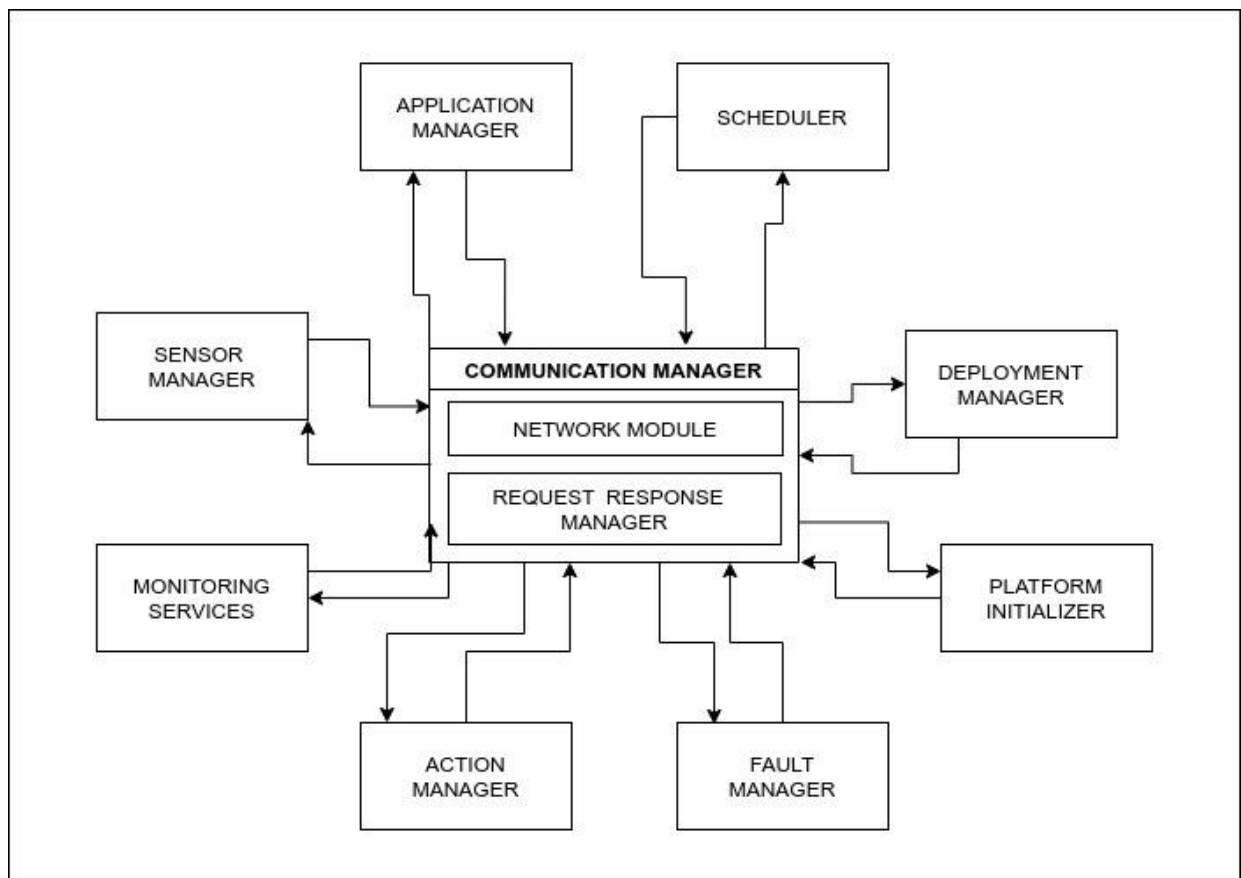 APPLICATION
MANAGER
SCHEDULER
SENSOR
MANAGER
COMMUNICATION MANAGER
NETWORK MODULE
REQUEST RESPONSE
MANAGER
DEPLOYMENT
MANAGER
MONITORING
SERVICES
PLATFORM
INITIALIZER
ACTION
MANAGER
FAULT
MANAGER